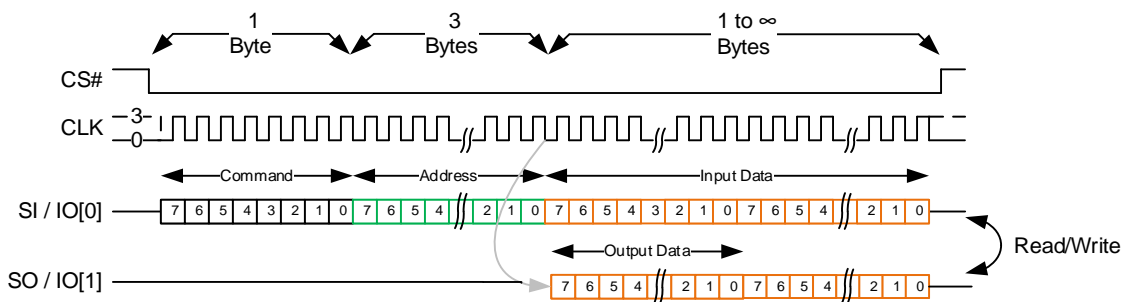 1 3 1 to ∞
Byte Bytes Bytes
CS#
CLK 3
0
Command Address Input Data
SI / IO[0] 7 6 5 4 3 2 1 0 7 6 5 4 2 1 0 7 6 5 4 3 2 1 0 7 6 5 4 2 1 0
Output Data Read/Write
SO / IO[1] 7 6 5 4 2 1 0 7 6 5 4 2 1 0